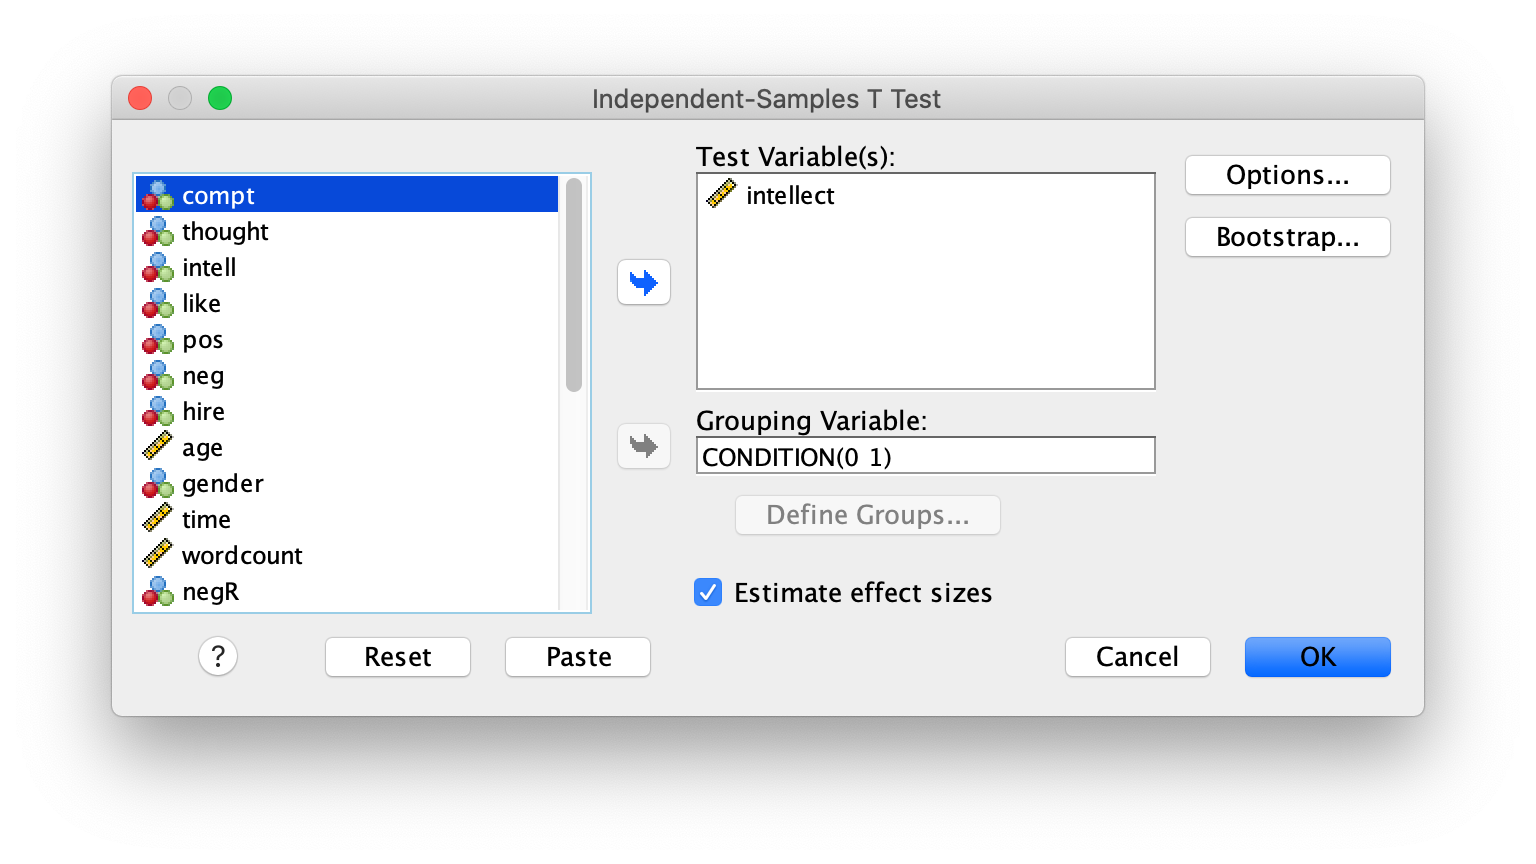 Independent-Samples T Test
compt
thought
intell
like
pos
neg
hire
age
gender
time
wordcount
negR
Test Variable(s):
intellect
Grouping Variable:
CONDITION(0 1)
Define Groups...
Estimate effect sizes
Options...
Bootstrap...
?
Reset
Paste
Cancel
OK